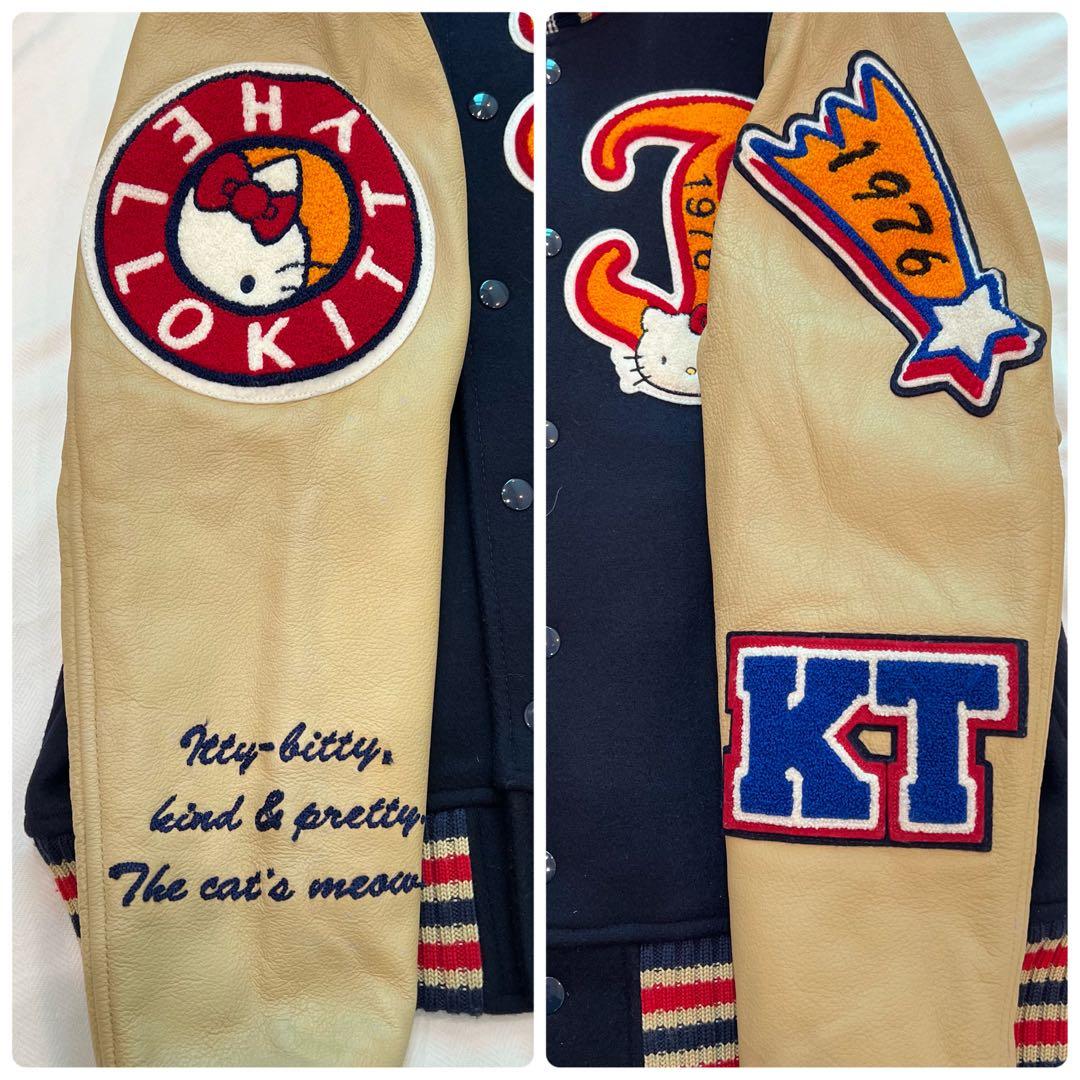 HELLO KITTY
Itty-bitty,
kind & pretty.
The cat's meow.
1976
1976
KT